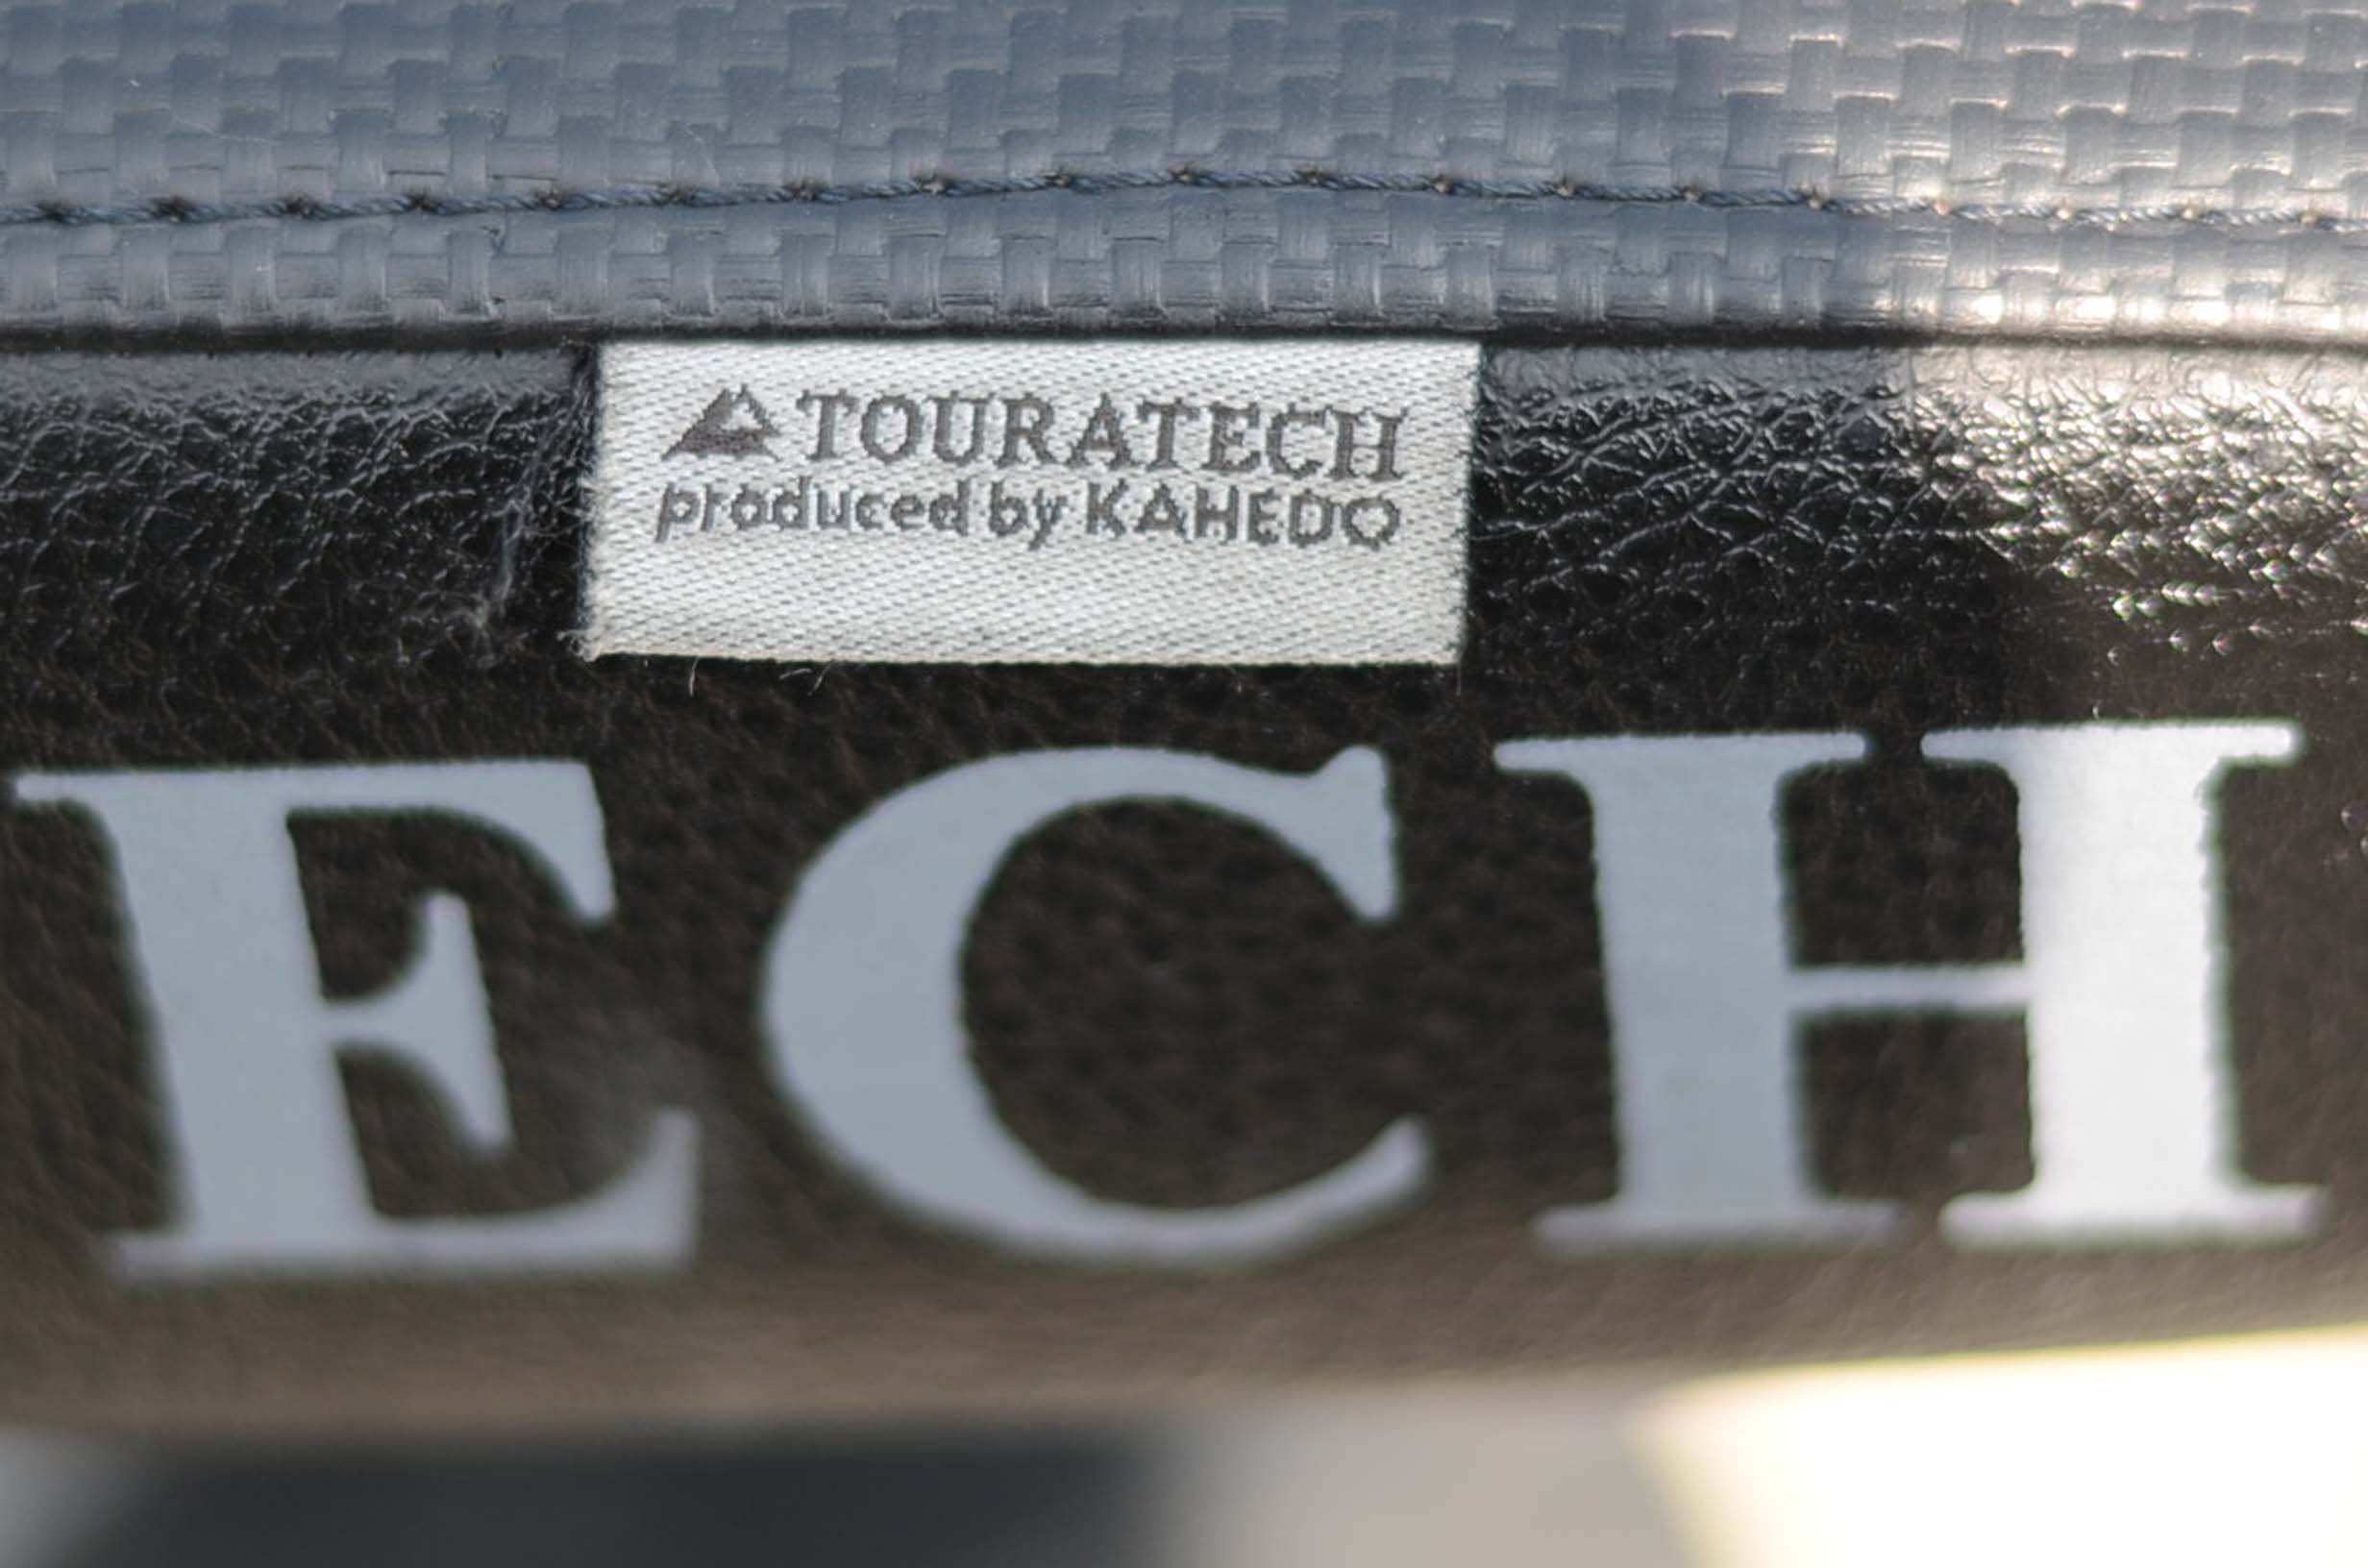 TOURATECH
produced by KAHEDO
ECH